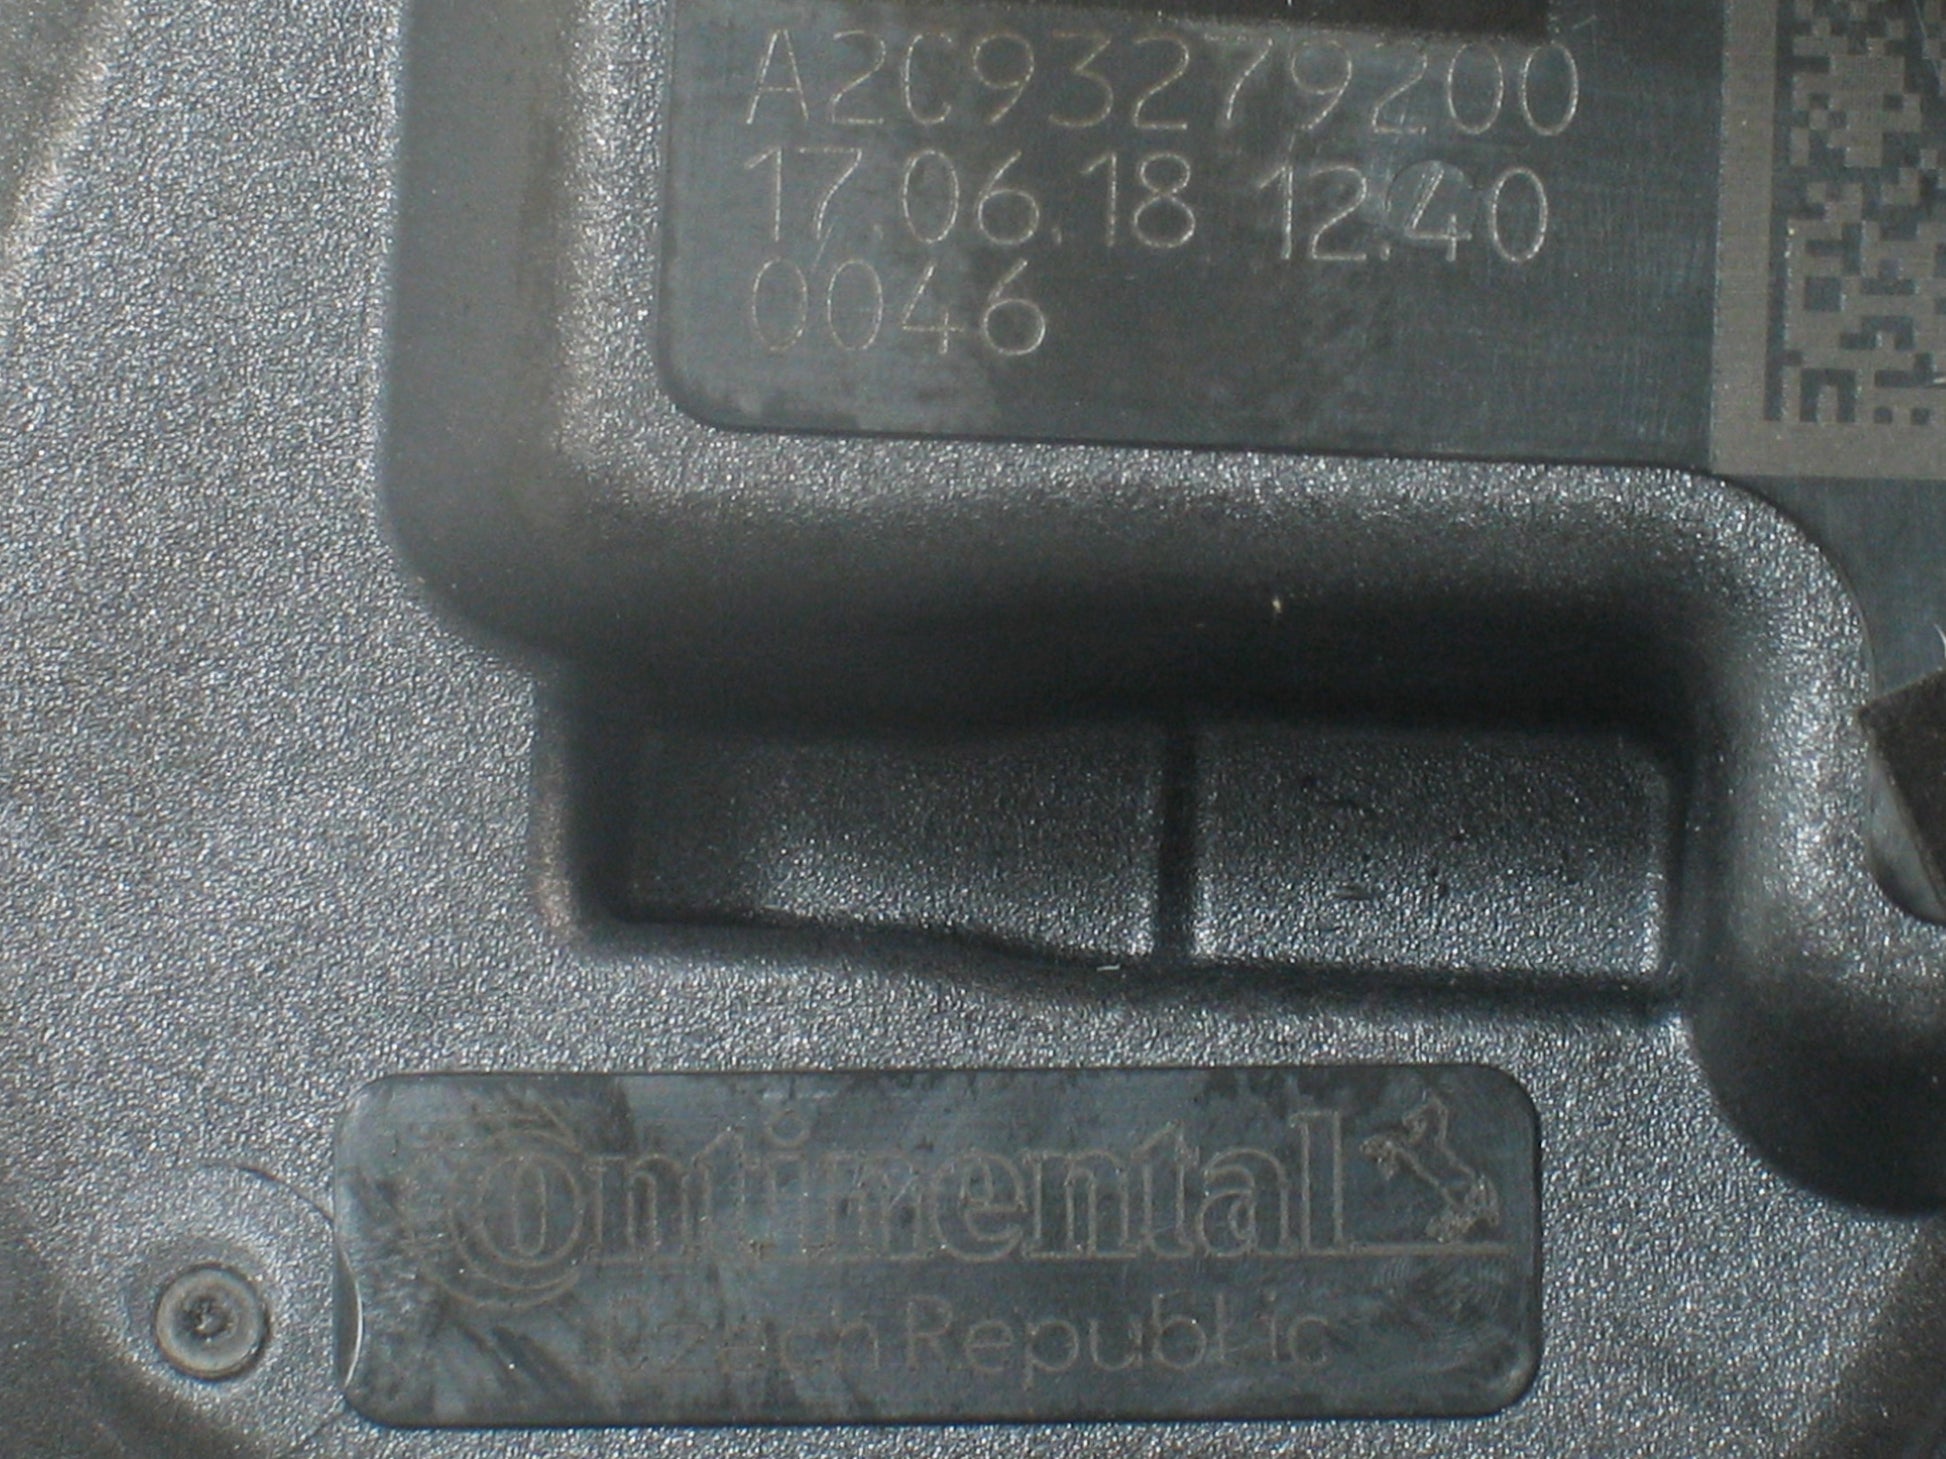 A2C93279200
17.06.18 12.40
0046
Continental
Czech Republic